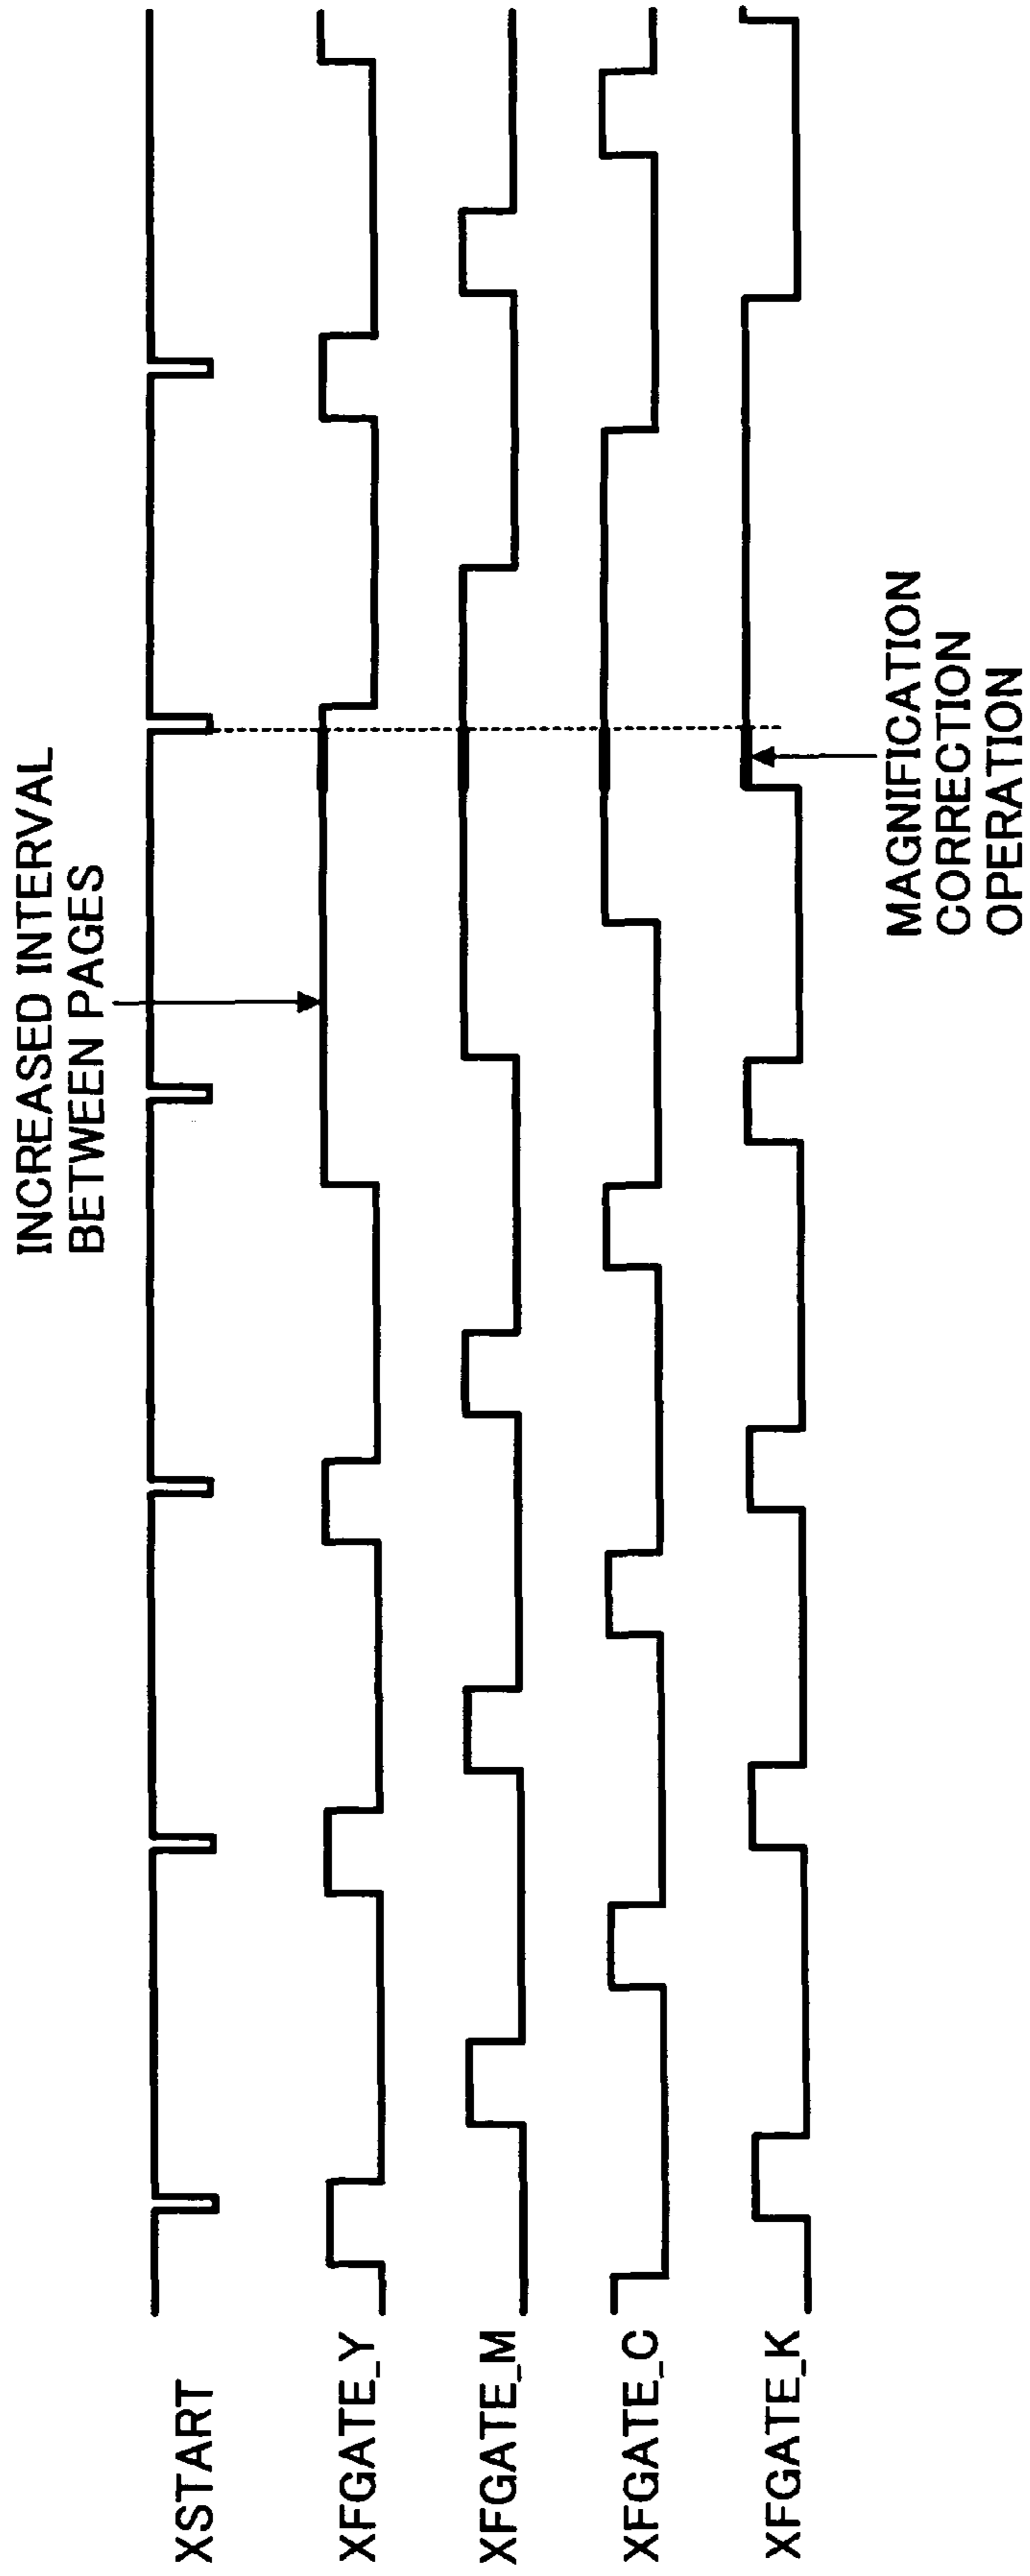 INCREASED INTERVAL
BETWEEN PAGES
XSTART
XFGATE_Y
XFGATE_M
XFGATE_C
XFGATE_K
MAGNIFICATION
CORRECTION
OPERATION